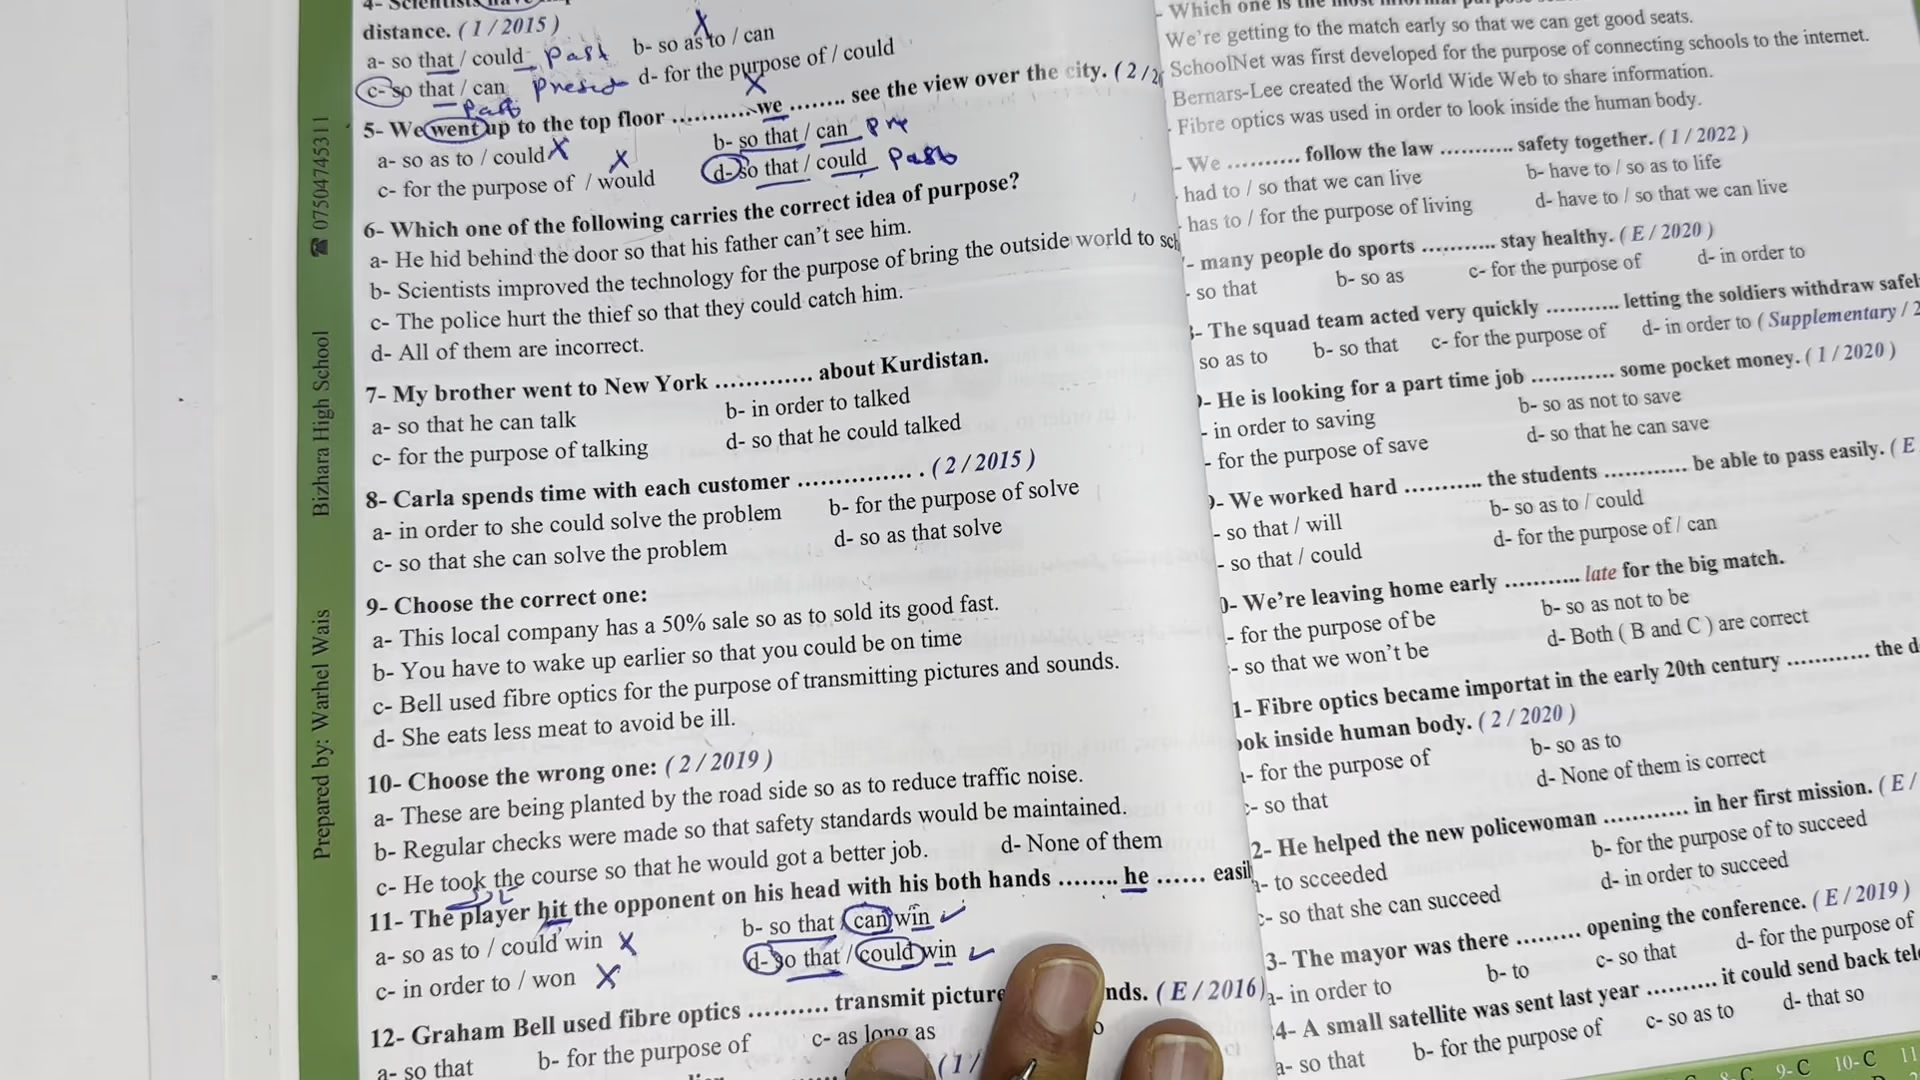 4- Scientists have
distance. ( 1 / 2015 )
a- so that / could Past
b- so as to / can X
c- so that / can Present
d- for the purpose of / could
Past
5- We went up to the top floor ........... we ........ see the view over the city. ( 2 /
a- so as to / could X
b- so that / can
c- for the purpose of / would X
d- so that / could Past
6- Which one of the following carries the correct idea of purpose?
a- He hid behind the door so that his father can't see him.
b- Scientists improved the technology for the purpose of bring the outside world to sch
c- The police hurt the thief so that they could catch him.
d- All of them are incorrect.
7- My brother went to New York ............. about Kurdistan.
a- so that he can talk
b- in order to talked
c- for the purpose of talking
d- so that he could talked
8- Carla spends time with each customer ............... . ( 2 / 2015 )
a- in order to she could solve the problem
b- for the purpose of solve
c- so that she can solve the problem
d- so as that solve
9- Choose the correct one:
a- This local company has a 50% sale so as to sold its good fast.
b- You have to wake up earlier so that you could be on time
c- Bell used fibre optics for the purpose of transmitting pictures and sounds.
d- She eats less meat to avoid be ill.
10- Choose the wrong one: ( 2 / 2019 )
a- These are being planted by the road side so as to reduce traffic noise.
b- Regular checks were made so that safety standards would be maintained.
c- He took the course so that he would got a better job.
d- None of them
11- The player hit the opponent on his head with his both hands ........ he ...... easil
a- so as to / could win X
b- so that / can win ✓
c- in order to / won X
d- so that / could win ✓
12- Graham Bell used fibre optics .......... transmit picture nds. ( E / 2016 )
a- so that
b- for the purpose of
c- as long as
☎ 07504745311
Bizhara High School
Prepared by: Warhel Wais
- Which one is the most
We're getting to the match early so that we can get good seats.
SchoolNet was first developed for the purpose of connecting schools to the internet.
Bernars-Lee created the World Wide Web to share information.
Fibre optics was used in order to look inside the human body.
- We .......... follow the law ........... safety together. ( 1 / 2022 )
had to / so that we can live
b- have to / so as to life
has to / for the purpose of living
d- have to / so that we can live
- many people do sports ........... stay healthy. ( E / 2020 )
so that
b- so as
c- for the purpose of
d- in order to
- The squad team acted very quickly .......... letting the soldiers withdraw safel
so as to
b- so that
c- for the purpose of
d- in order to ( Supplementary / 2
- He is looking for a part time job ............ some pocket money. ( 1 / 2020 )
- in order to saving
b- so as not to save
- for the purpose of save
d- so that he can save
- We worked hard ........... the students ............ be able to pass easily. ( E
- so that / will
b- so as to / could
- so that / could
d- for the purpose of / can
0- We're leaving home early ........... late for the big match.
- for the purpose of be
b- so as not to be
- so that we won't be
d- Both ( B and C ) are correct
1- Fibre optics became importat in the early 20th century ............ the d
ook inside human body. ( 2 / 2020 )
- for the purpose of
b- so as to
- so that
d- None of them is correct
2- He helped the new policewoman ............ in her first mission. ( E /
a- to scceeded
b- for the purpose of to succeed
c- so that she can succeed
d- in order to succeed
3- The mayor was there ......... opening the conference. ( E / 2019 )
a- in order to
b- to
c- so that
d- for the purpose of
4- A small satellite was sent last year .......... it could send back tele
a- so that
b- for the purpose of
c- so as to
d- that so
8-C 9- C 10- C 11